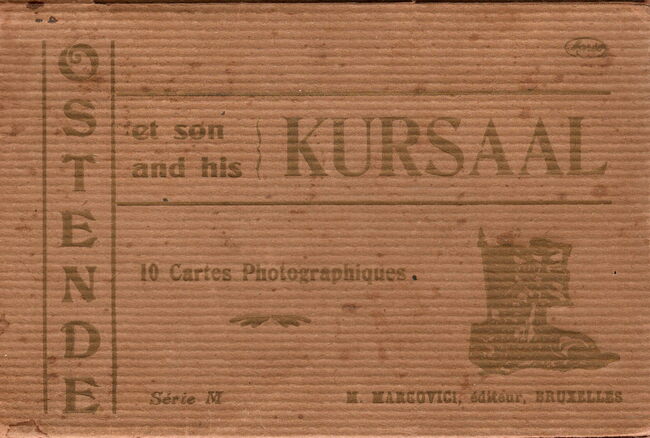 OSTENDE
et son
and his
KURSAAL
10 Cartes Photographiques.
Série M
M. MARCOVICI, éditeur, BRUXELLES